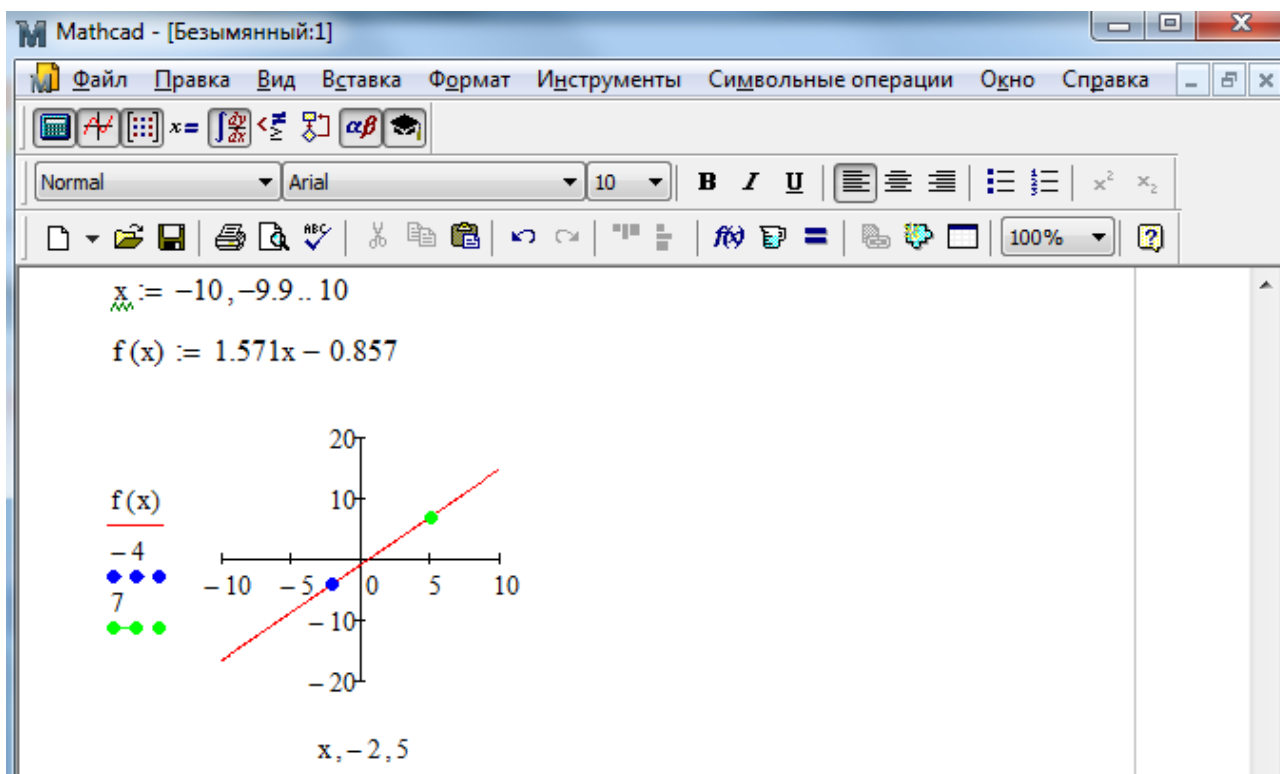 Mathcad - [Безымянный:1]
Файл Правка Вид Вставка Формат Инструменты Символьные операции Окно Справка
Normal Arial 10 B I U x² x₂
100%
x := −10, −9.9 .. 10
f(x) := 1.571x − 0.857
20
10
f(x)
−4
7
−10 −5 0 5 10
−10
−20
x, −2, 5